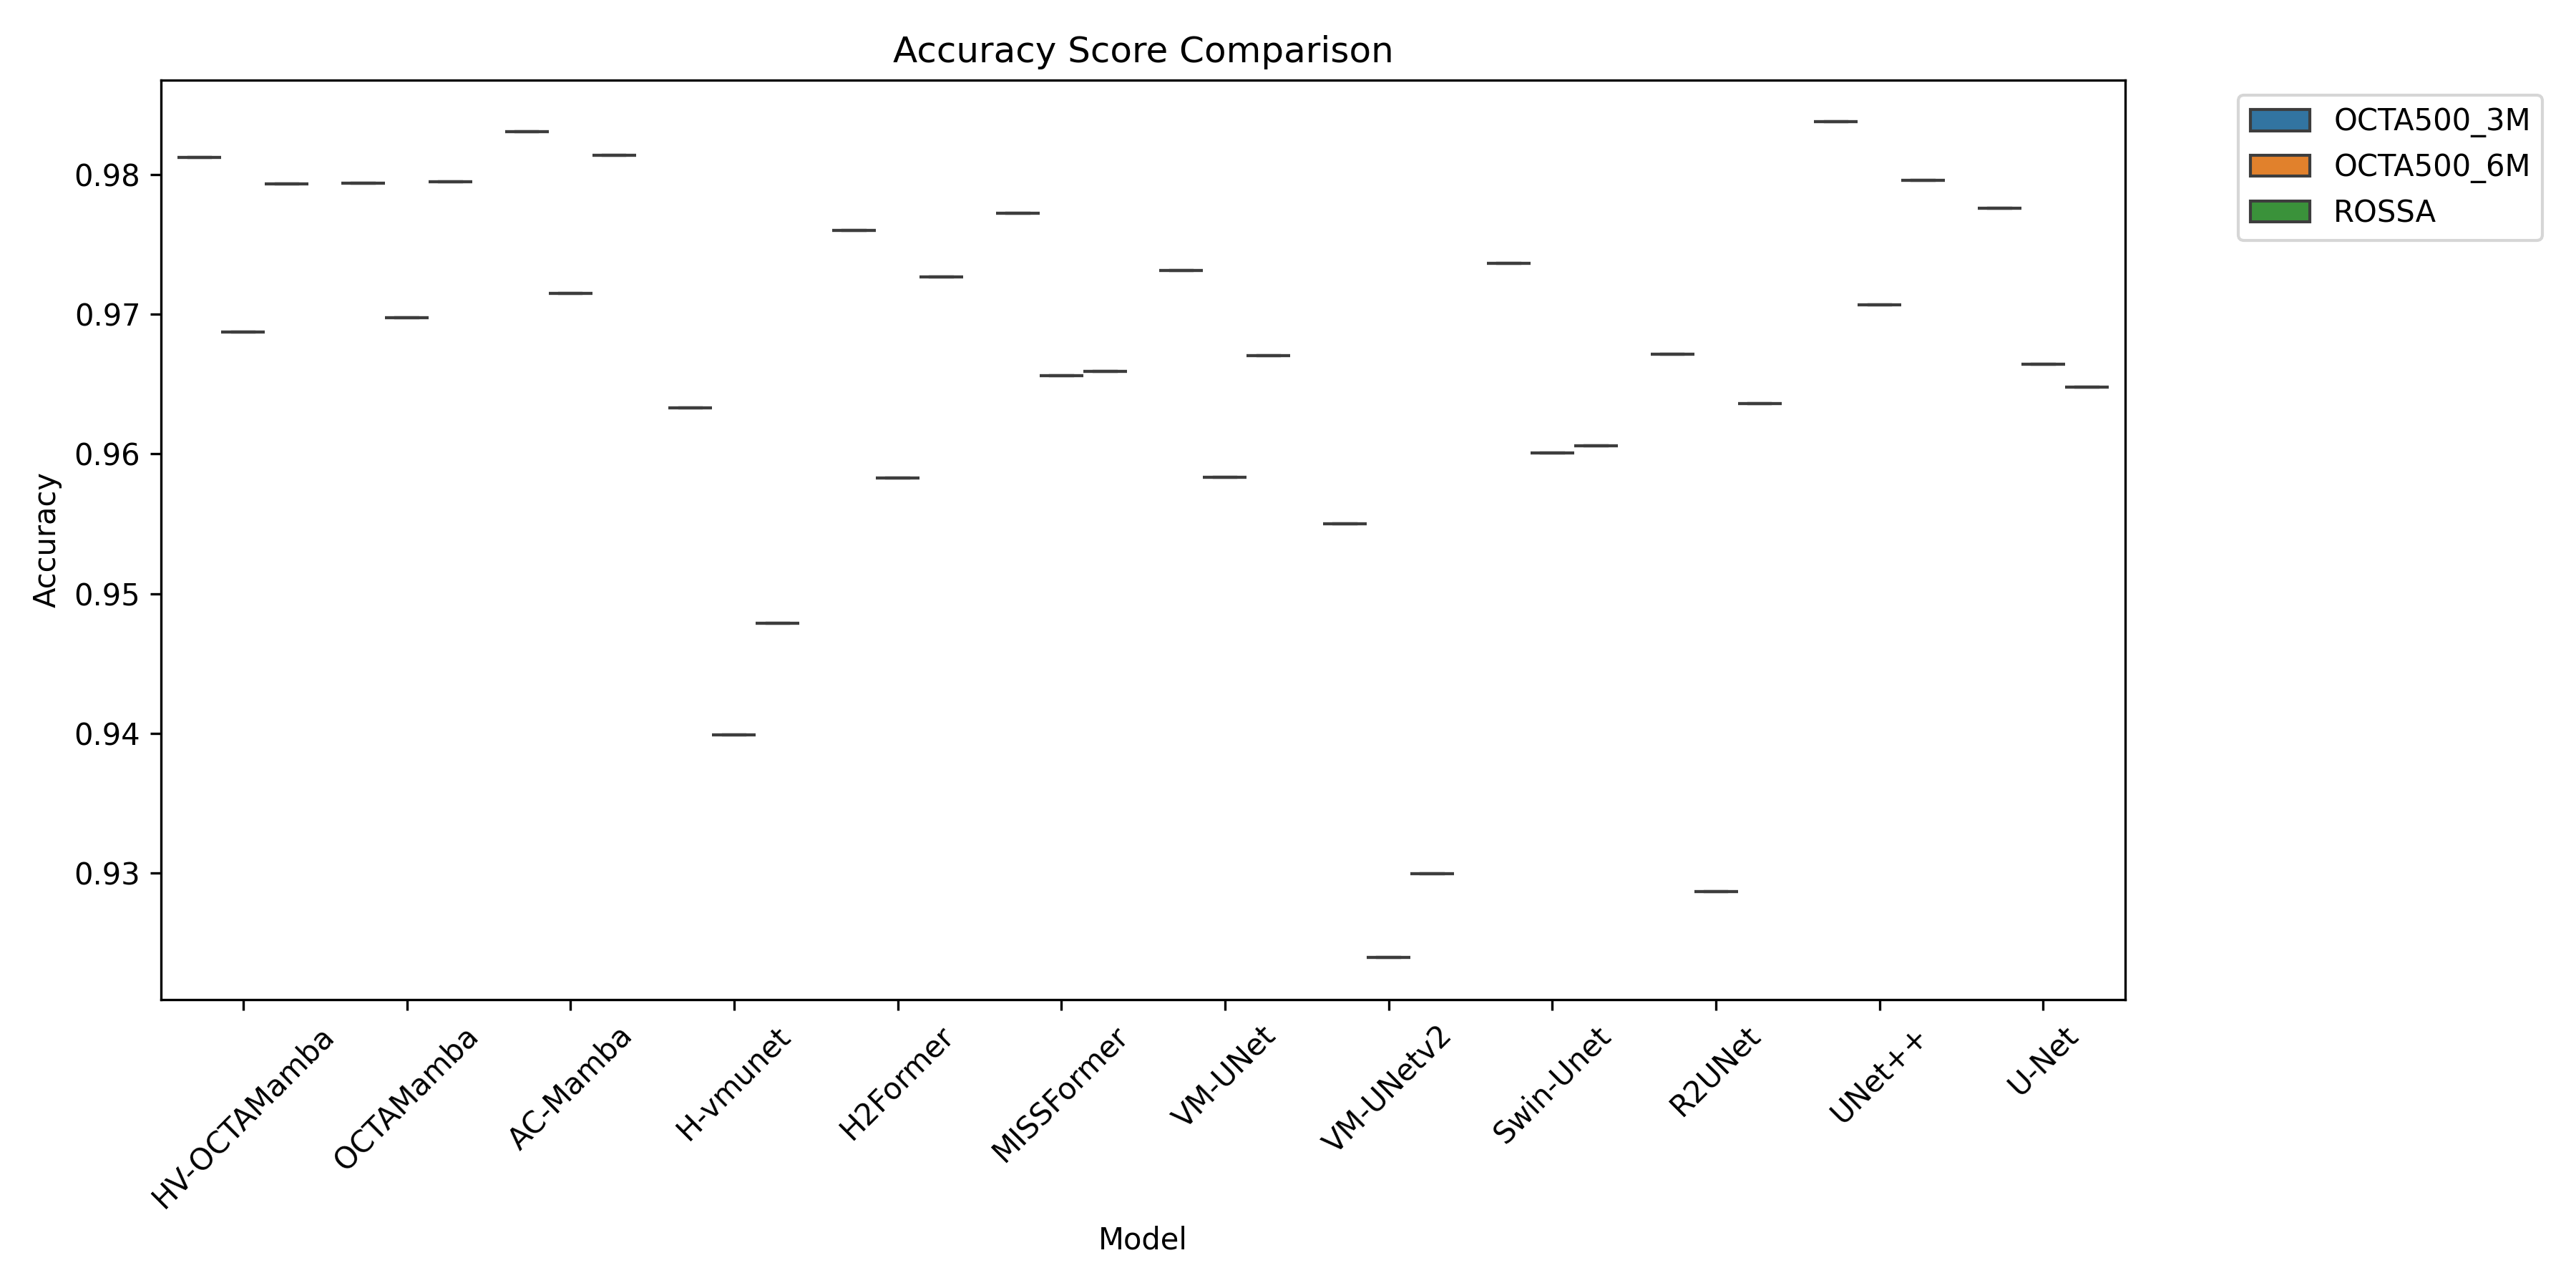 Accuracy Score Comparison
OCTA500_3M
OCTA500_6M
ROSSA
Accuracy
0.98
0.97
0.96
0.95
0.94
0.93
HV-OCTAMamba
OCTAMamba
AC-Mamba
H-vmunet
H2Former
MISSFormer
VM-UNet
VM-UNetv2
Swin-Unet
R2UNet
UNet++
U-Net
Model